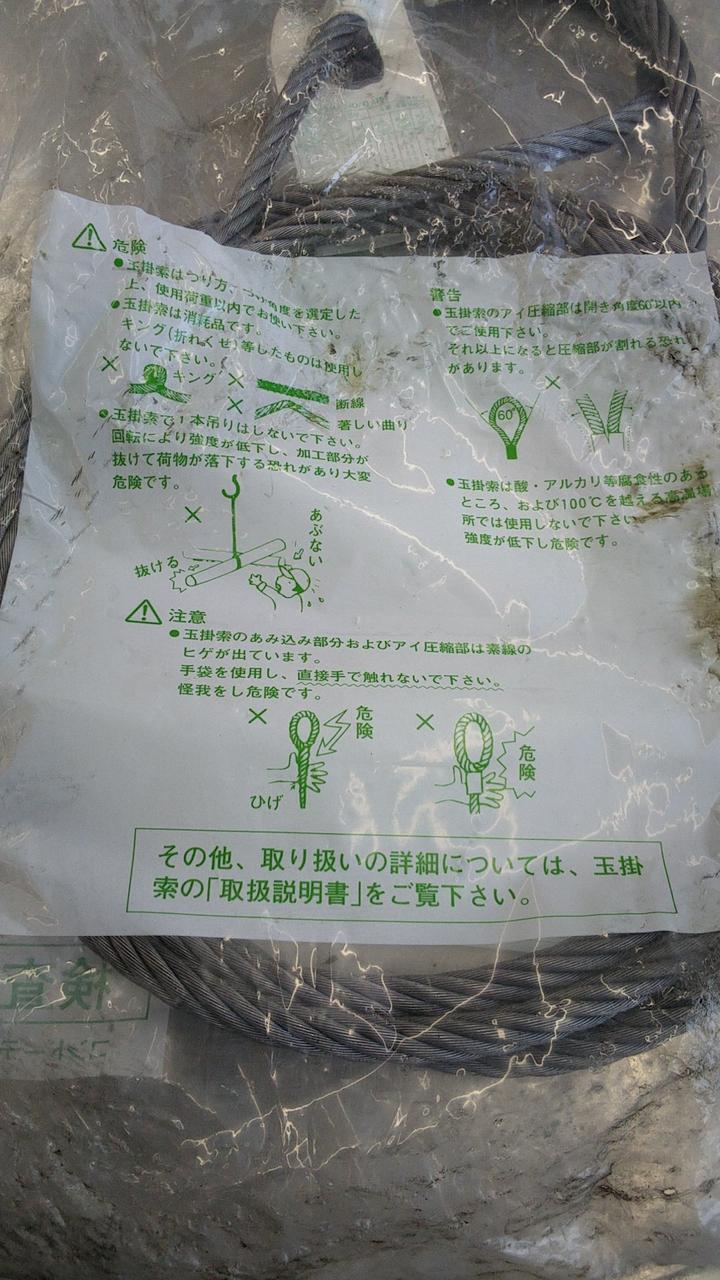 危険
●玉掛索はつり方、つり角度を選定した
上、使用荷重以内でお使い下さい。
●玉掛索は消耗品です。
キング(折れくせ)等したものは使用し
ないで下さい。
× キング × 断線
× 著しい曲り
●玉掛索で1本吊りはしないで下さい。
回転により強度が低下し、加工部分が
抜けて荷物が落下する恐れがあり大変
危険です。
×
あぶない
抜ける
警告
●玉掛索のアイ圧縮部は開き角度60°以内
でご使用下さい。
それ以上になると圧縮部が割れる恐れ
があります。
×
60°
●玉掛索は酸・アルカリ等腐食性のある
ところ、および100℃を越える高温場
所では使用しないで下さい
強度が低下し危険です。
注意
●玉掛索のあみ込み部分およびアイ圧縮部は素線の
ヒゲが出ています。
手袋を使用し、直接手で触れないで下さい。
怪我をし危険です。
× 危険 × 危険
ひげ
その他、取り扱いの詳細については、玉掛
索の「取扱説明書」をご覧下さい。
検査